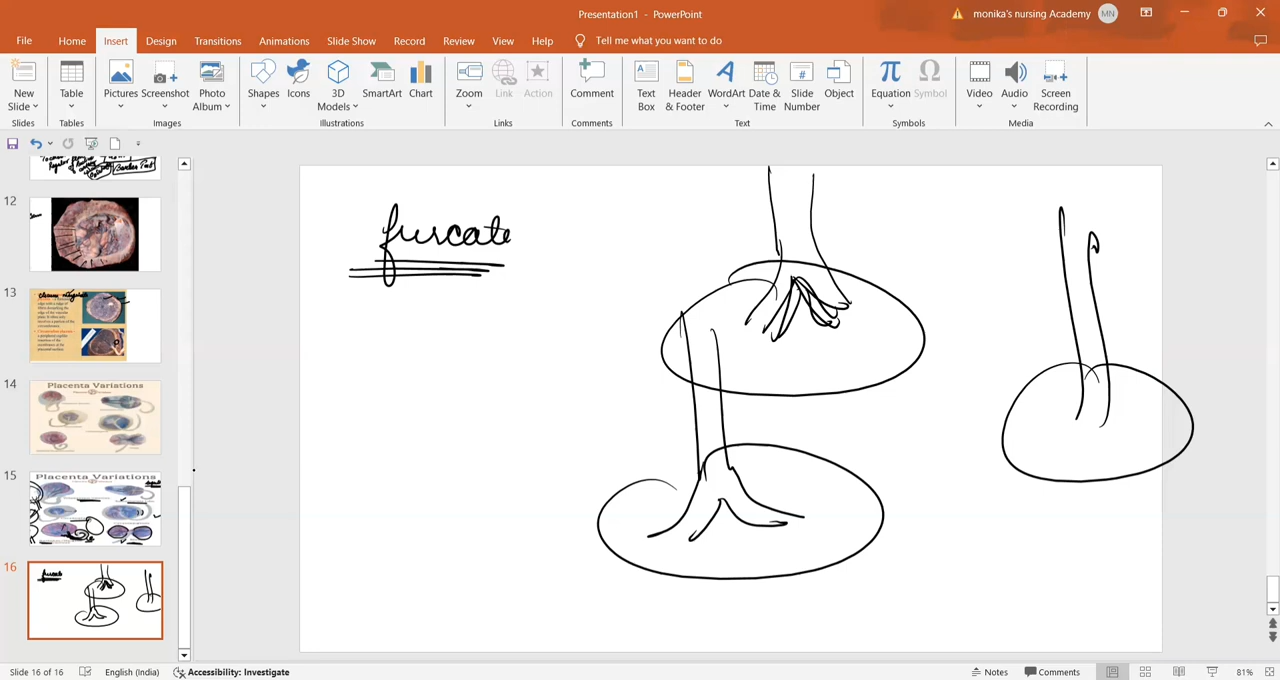 Presentation1 - PowerPoint
monika's nursing Academy MN
File Home Insert Design Transitions Animations Slide Show Record Review View Help Tell me what you want to do
New Slide
Table
Pictures
Screenshot
Photo Album
Shapes
Icons
3D Models
SmartArt
Chart
Zoom
Link
Action
Comment
Text Box
Header & Footer
WordArt
Date & Time
Slide Number
Object
Equation
Symbol
Video
Audio
Screen Recording
Slides Tables Images Illustrations Links Comments Text Symbols Media
12
13
14
Placenta Variations
15
Placenta Variations
16
furcate
furcate
Slide 16 of 16 English (India) Accessibility: Investigate Notes Comments 81%